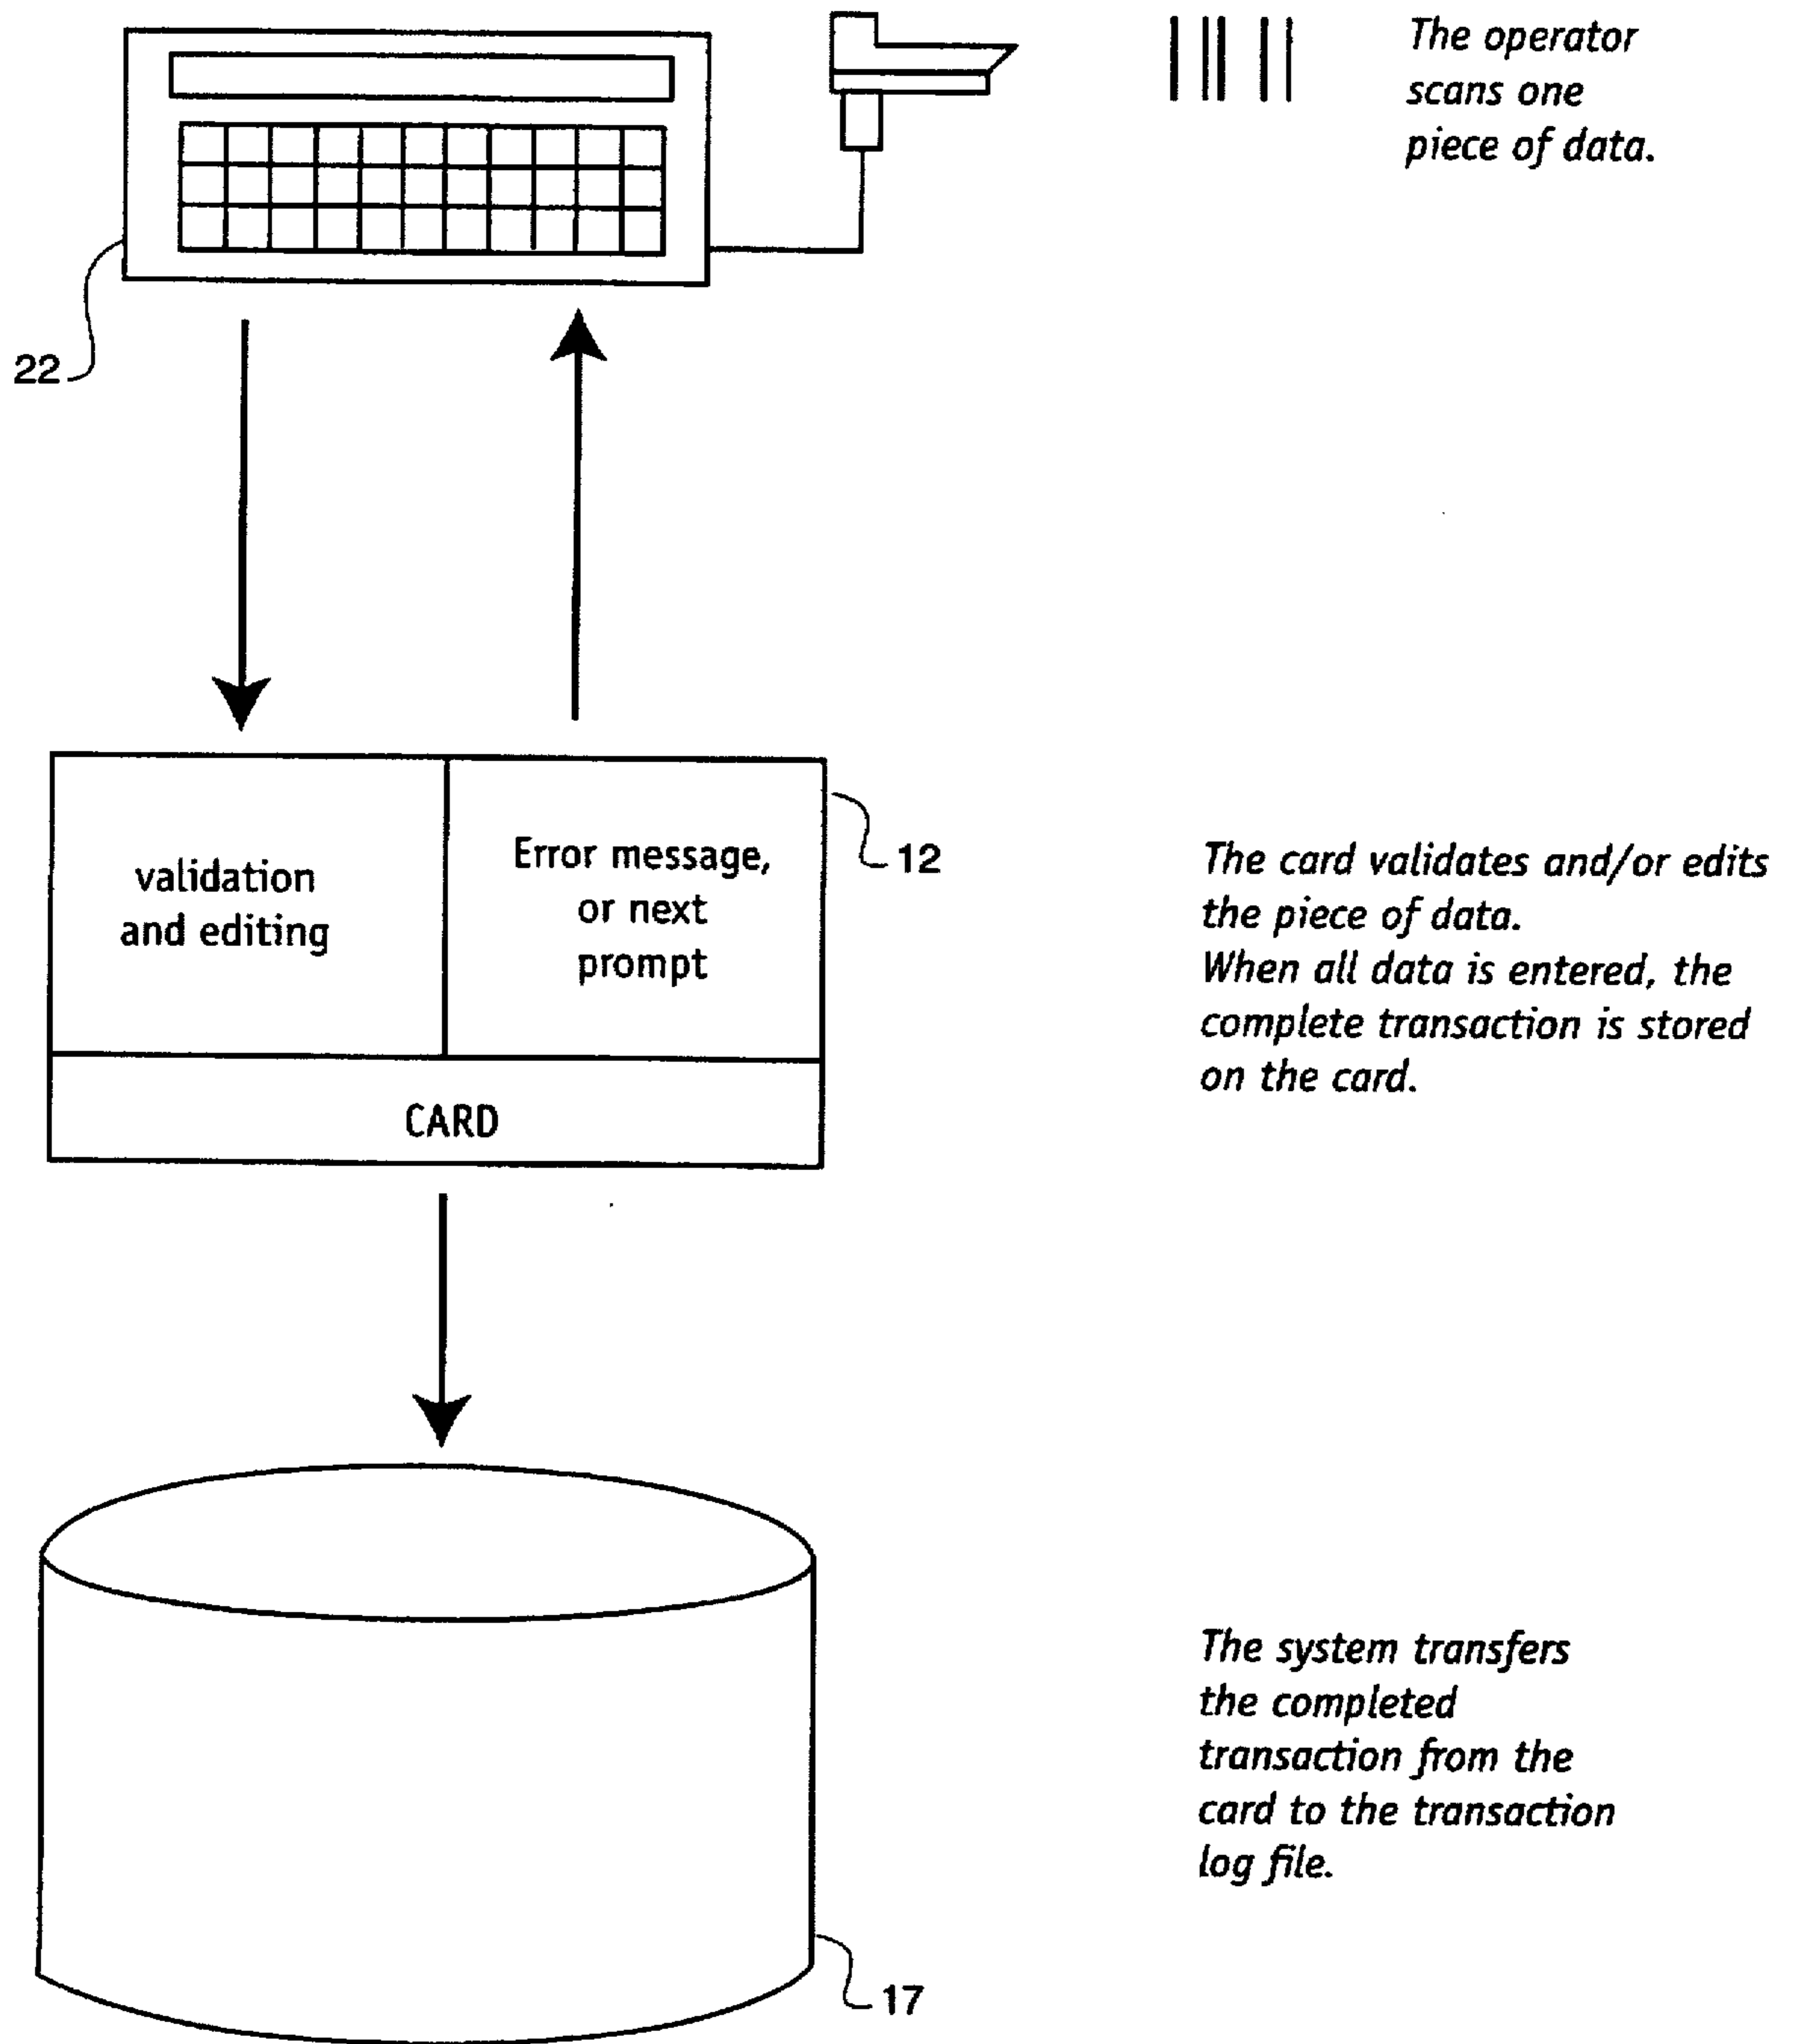 The operator
scans one
piece of data.
22
validation
and editing
Error message,
or next
prompt
12
CARD
The card validates and/or edits
the piece of data.
When all data is entered, the
complete transaction is stored
on the card.
The system transfers
the completed
transaction from the
card to the transaction
log file.
17